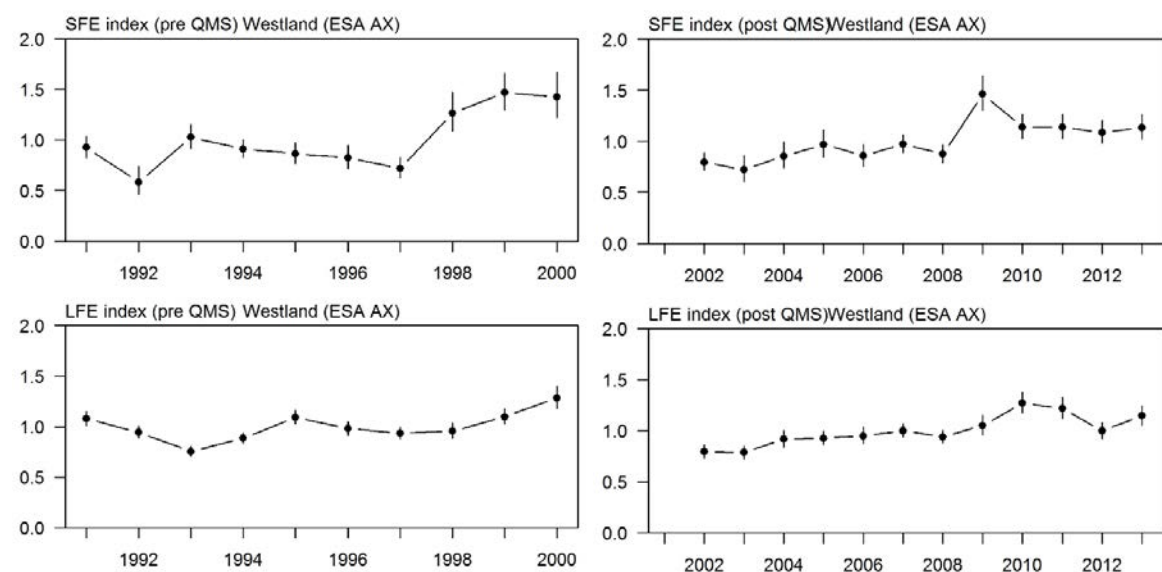 SFE index (pre QMS) Westland (ESA AX)
2.0
1.5
1.0
0.5
0.0
1992 1994 1996 1998 2000
SFE index (post QMS)Westland (ESA AX)
2.0
1.5
1.0
0.5
0.0
2002 2004 2006 2008 2010 2012
LFE index (pre QMS) Westland (ESA AX)
2.0
1.5
1.0
0.5
0.0
1992 1994 1996 1998 2000
LFE index (post QMS)Westland (ESA AX)
2.0
1.5
1.0
0.5
0.0
2002 2004 2006 2008 2010 2012